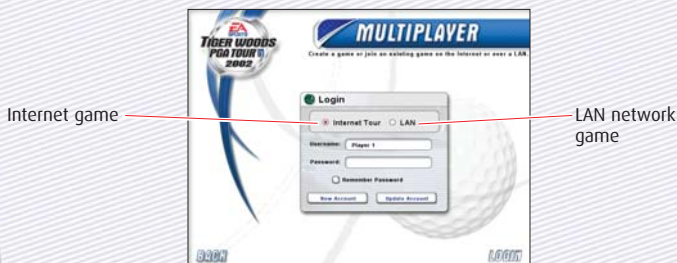 EA SPORTS
TIGER WOODS
PGA TOUR
2002
MULTIPLAYER
Create a game or join an existing game on the Internet or over a LAN.
Login
Internet Tour LAN
Username: Player 1
Password:
Remember Password
New Account Update Account
BACK LOGIN
Internet game
LAN network
game